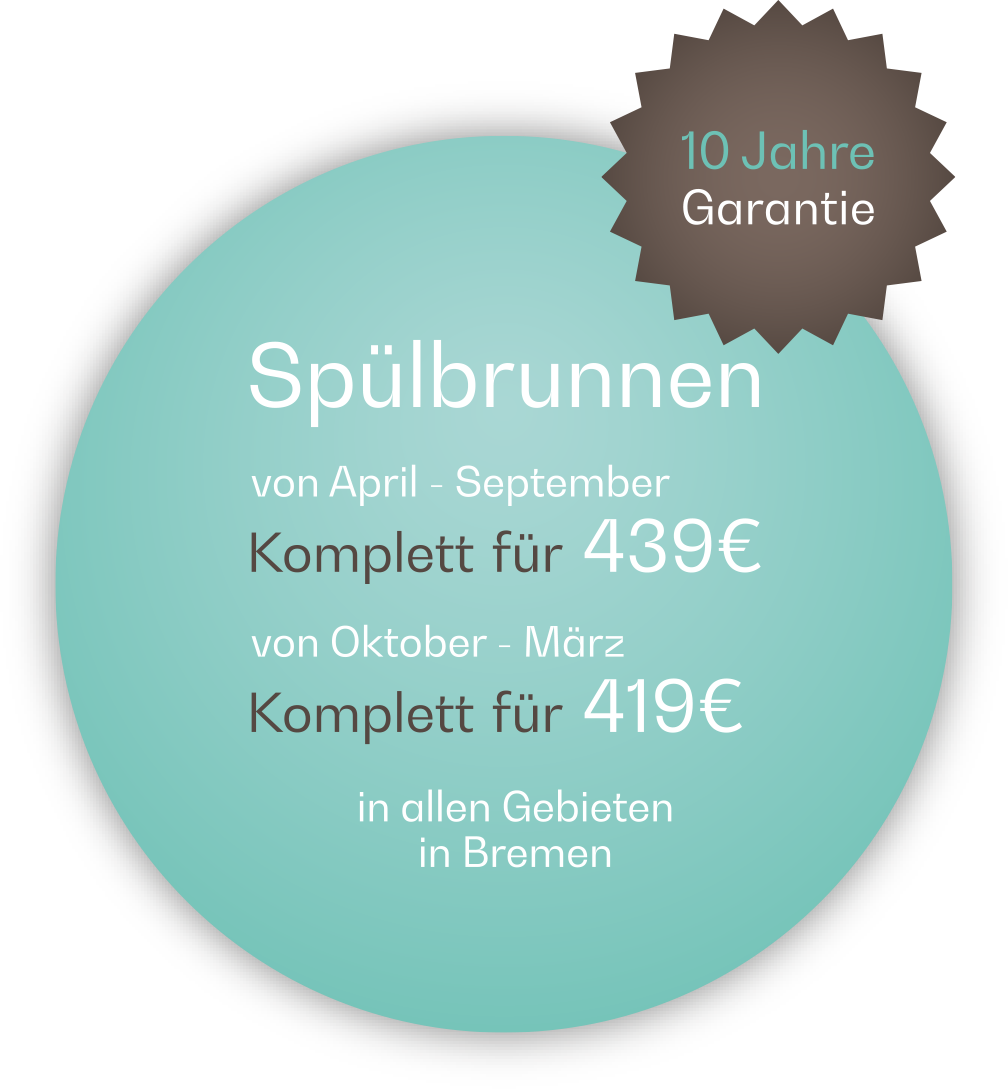 10 Jahre
Garantie
Spülbrunnen
von April - September
Komplett für 439€
von Oktober - März
Komplett für 419€
in allen Gebieten
in Bremen